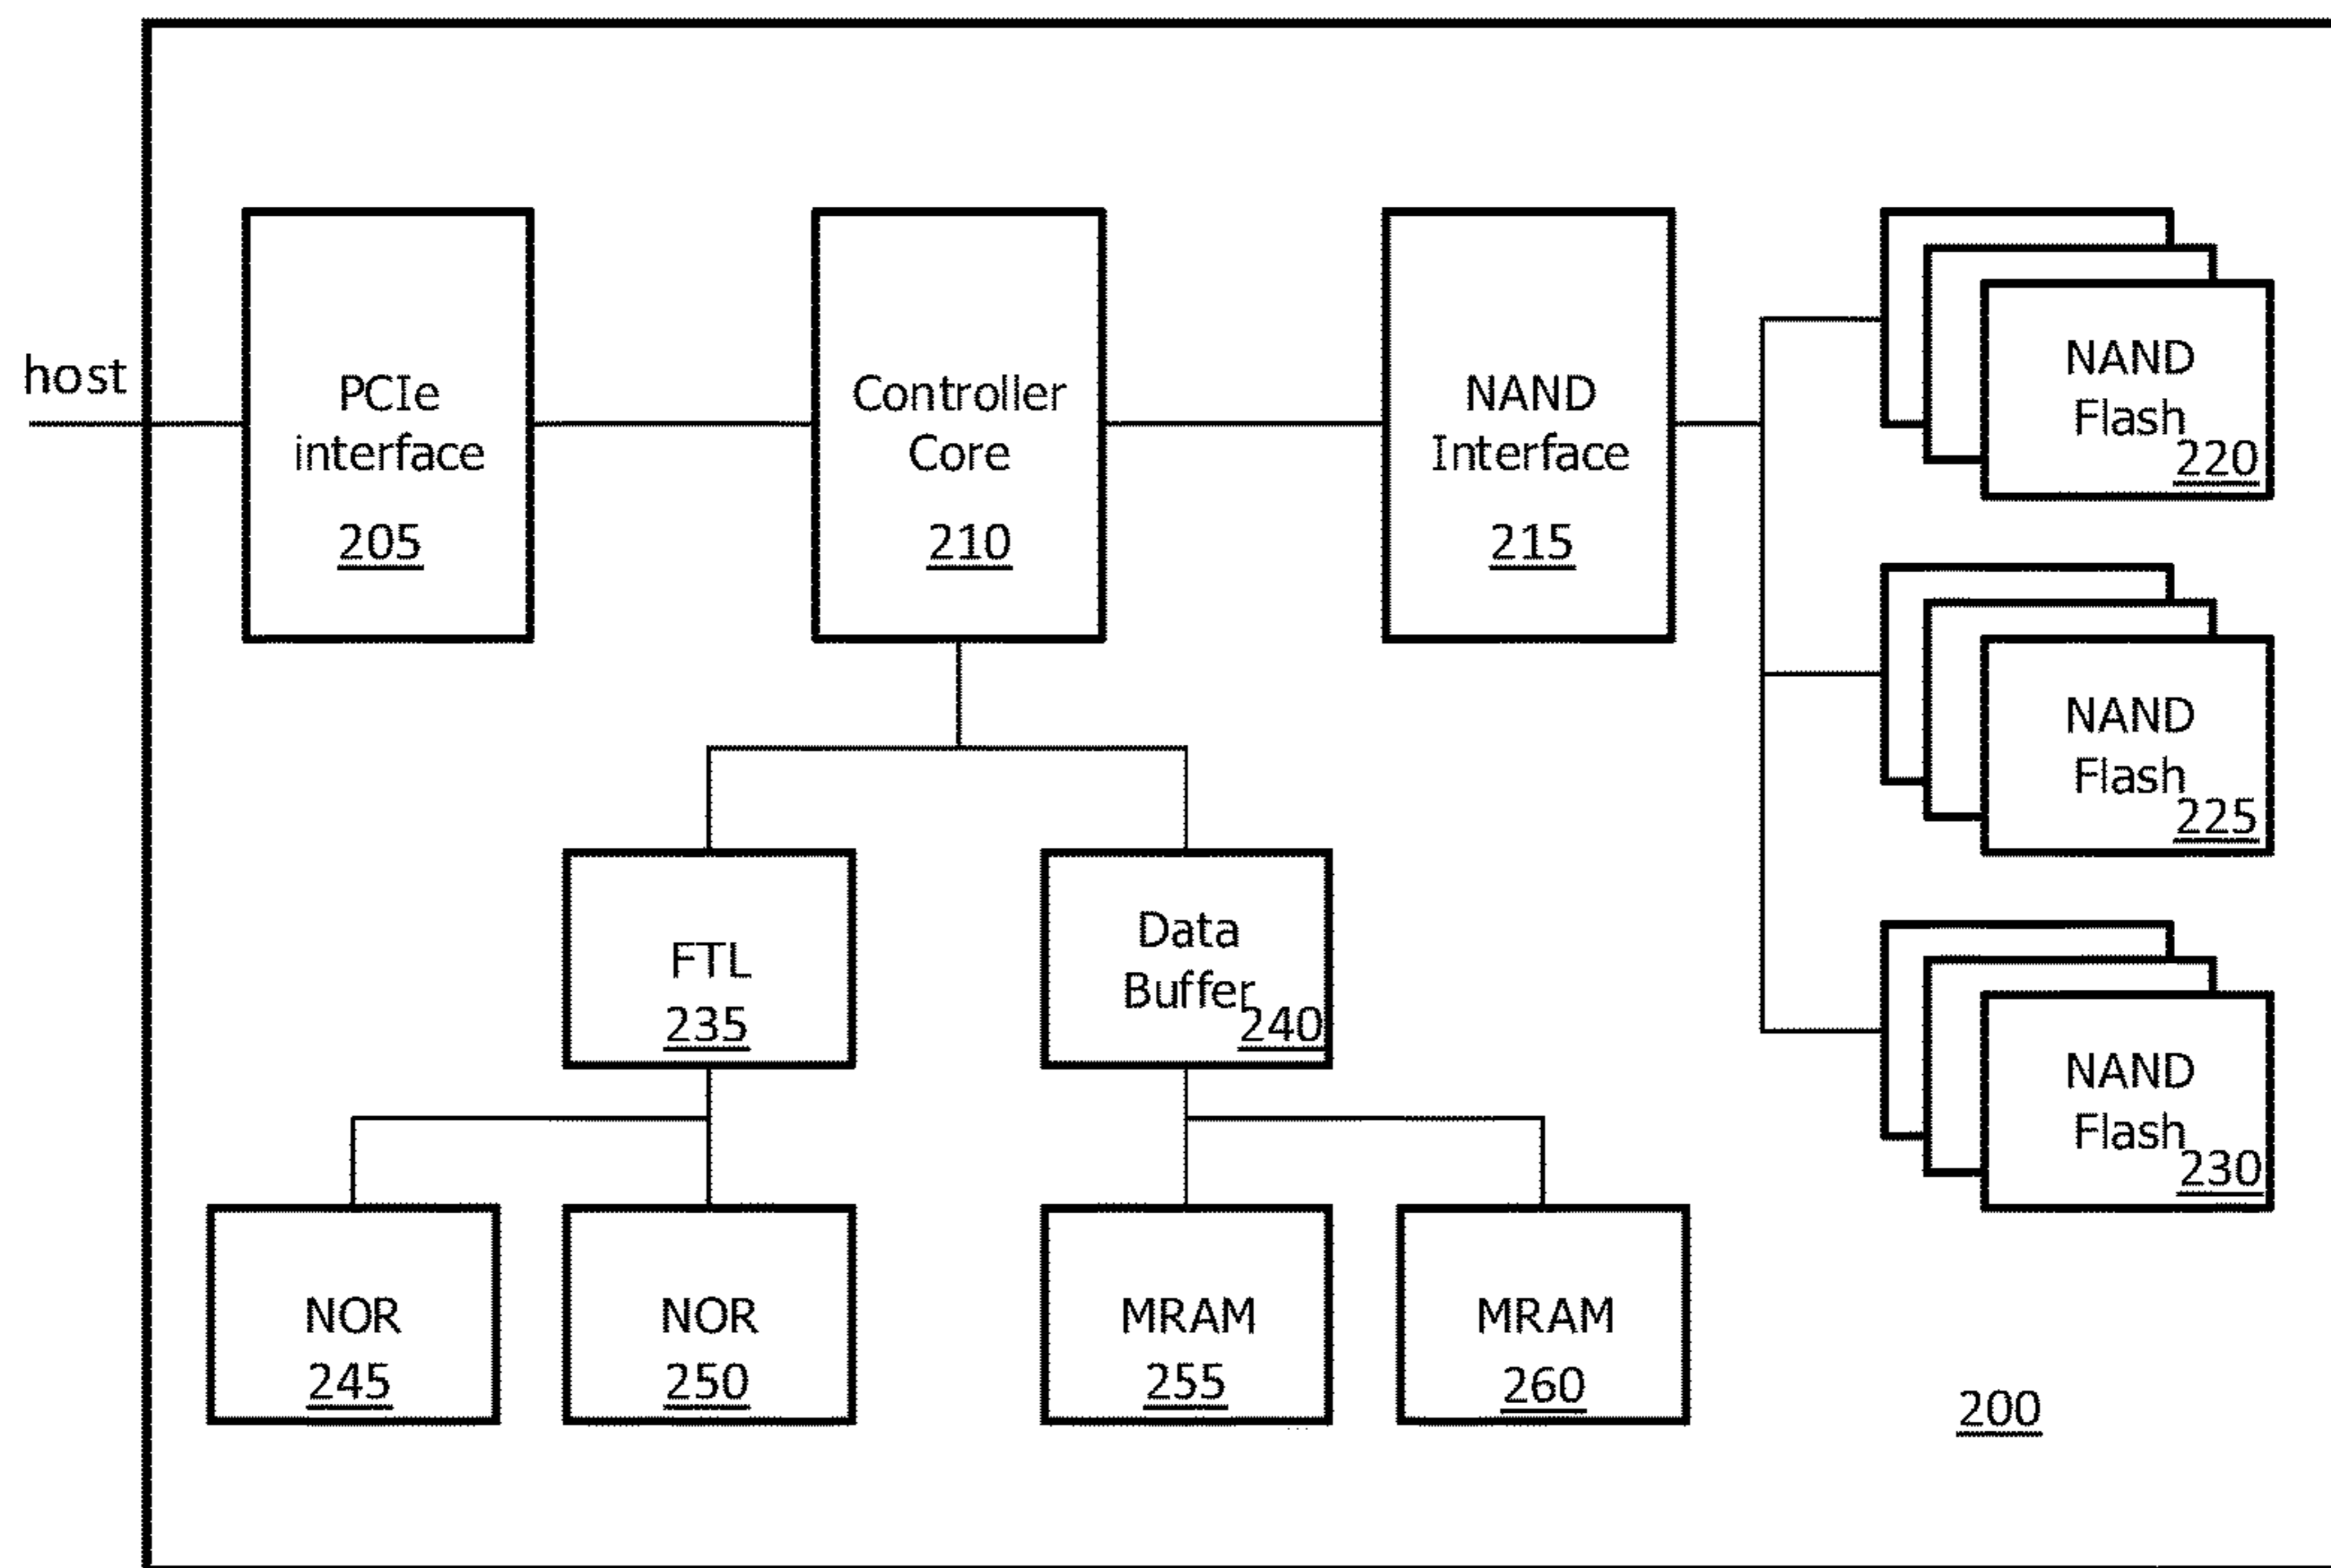 host
PCIe
interface
205
Controller
Core
210
NAND
Interface
215
NAND
Flash
220
NAND
Flash
225
NAND
Flash
230
FTL
235
Data
Buffer
240
NOR
245
NOR
250
MRAM
255
MRAM
260
200